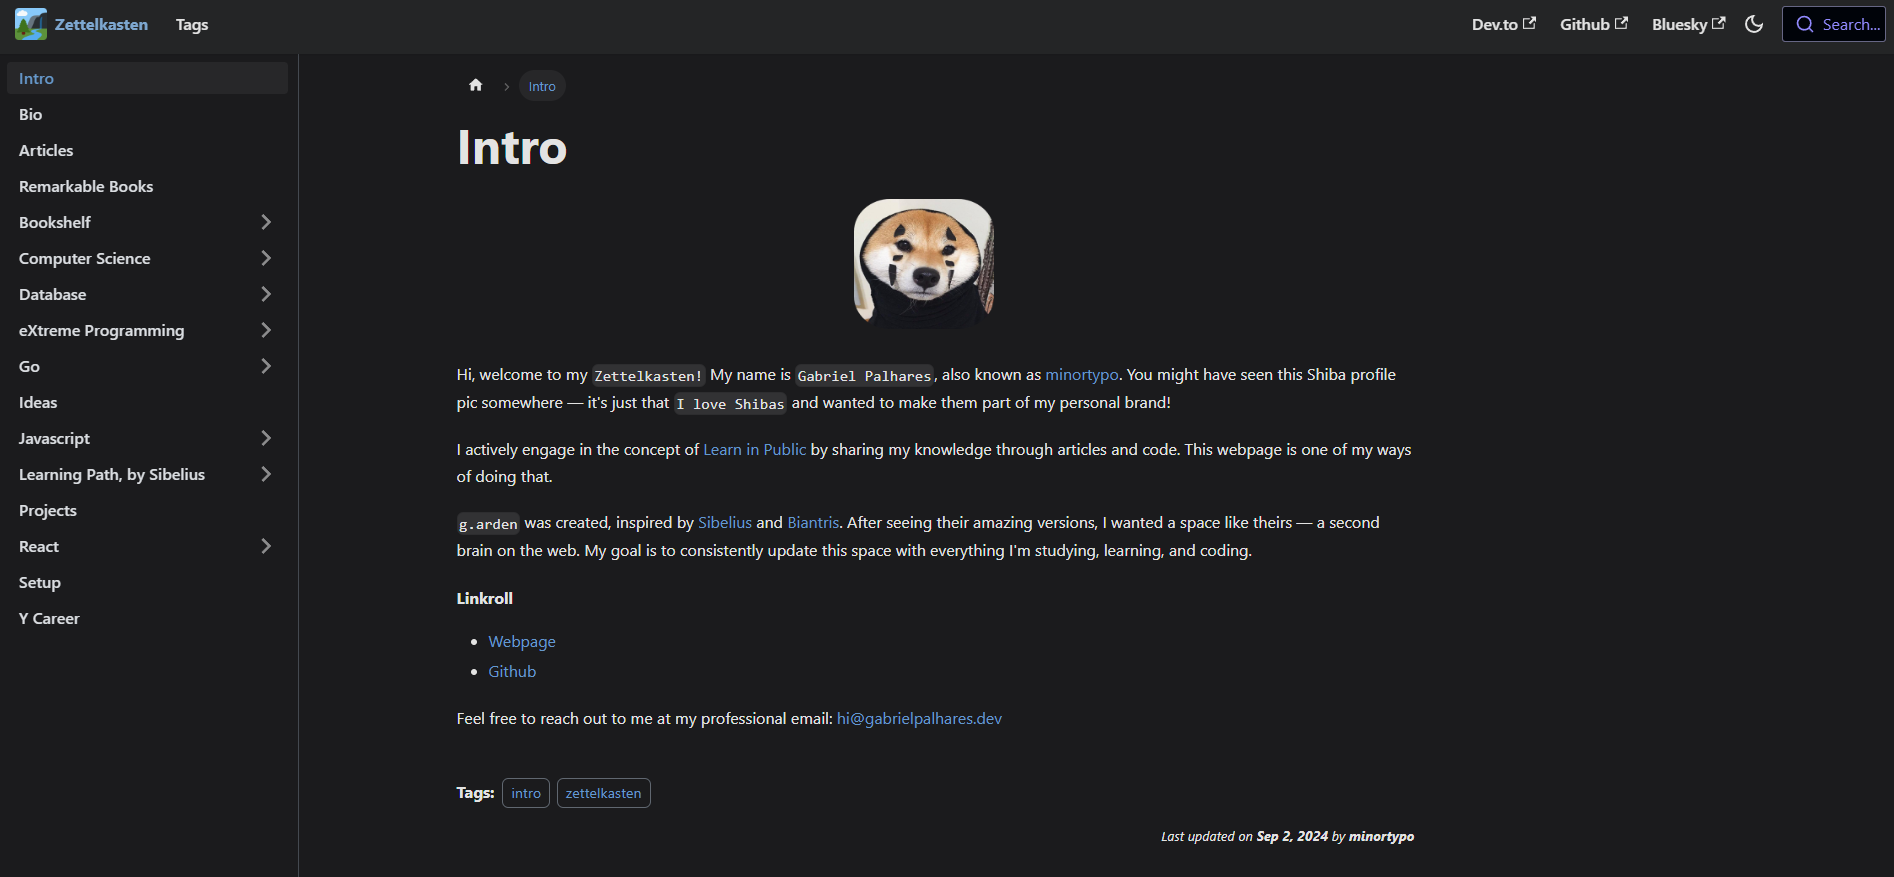 Zettelkasten Tags Dev.to Github Bluesky Search...
Intro
Bio
Articles
Remarkable Books
Bookshelf
Computer Science
Database
eXtreme Programming
Go
Ideas
Javascript
Learning Path, by Sibelius
Projects
React
Setup
Y Career
Intro
Intro
Hi, welcome to my Zettelkasten! My name is Gabriel Palhares, also known as minortypo. You might have seen this Shiba profile
pic somewhere — it's just that I love Shibas and wanted to make them part of my personal brand!
I actively engage in the concept of Learn in Public by sharing my knowledge through articles and code. This webpage is one of my ways
of doing that.
g.arden was created, inspired by Sibelius and Biantris. After seeing their amazing versions, I wanted a space like theirs — a second
brain on the web. My goal is to consistently update this space with everything I'm studying, learning, and coding.
Linkroll
Webpage
Github
Feel free to reach out to me at my professional email: hi@gabrielpalhares.dev
Tags: intro zettelkasten
Last updated on Sep 2, 2024 by minortypo